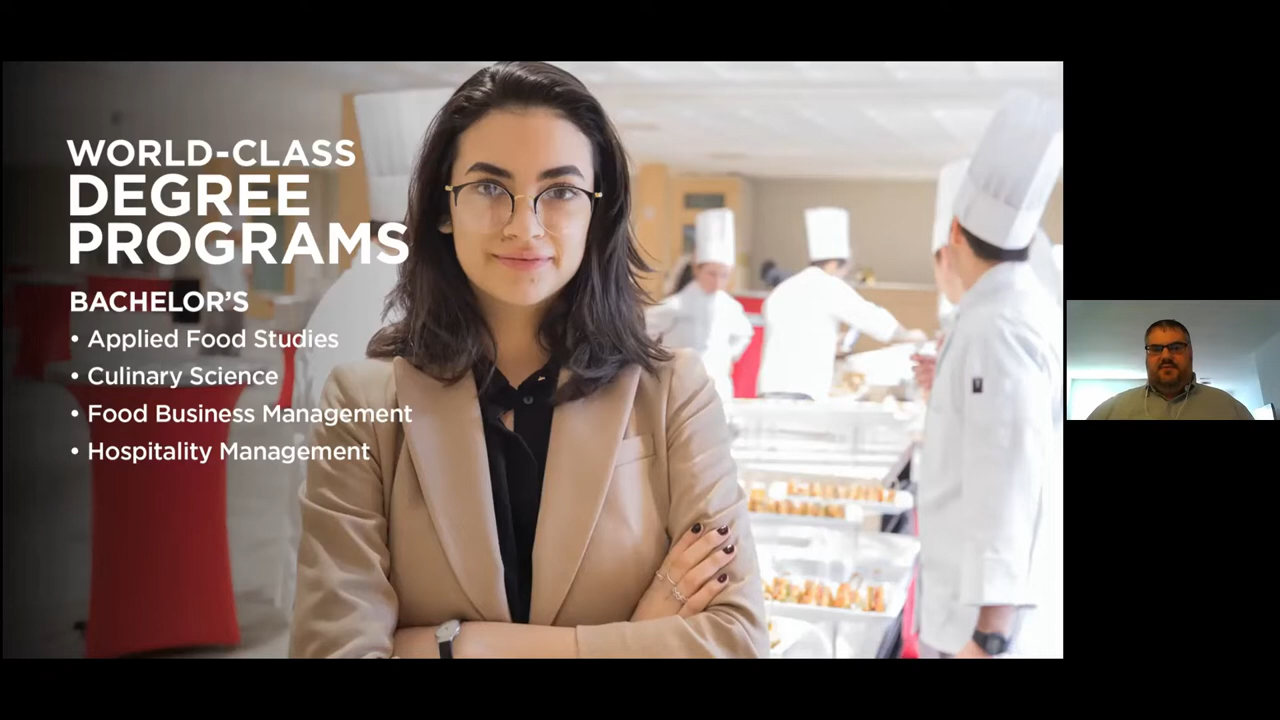 WORLD-CLASS
DEGREE
PROGRAMS
BACHELOR'S
• Applied Food Studies
• Culinary Science
• Food Business Management
• Hospitality Management